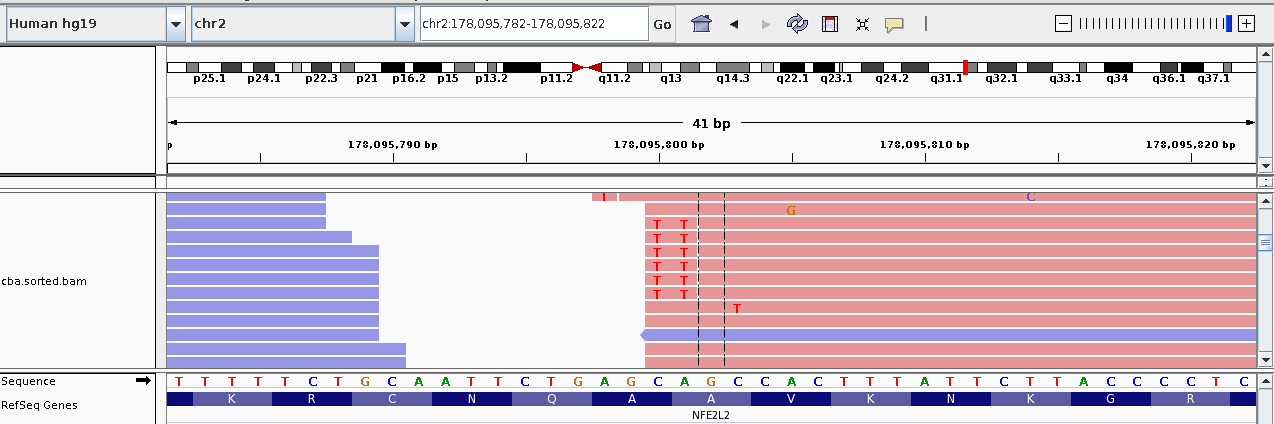 Human hg19 chr2 chr2:178,095,782-178,095,822 Go
p25.1 p24.1 p22.3 p21 p16.2 p15 p13.2 p11.2 q11.2 q13 q14.3 q22.1 q23.1 q24.2 q31.1 q32.1 q33.1 q34 q36.1 q37.1
41 bp
p 178,095,790 bp 178,095,800 bp 178,095,810 bp 178,095,820 bp
T C
G
T T
T T
T T
T T
T T
T T
T
cba.sorted.bam
Sequence T T T T T C T G C A A T T C T G A G C A G C C A C T T T A T T C T T A C C C C T C
RefSeq Genes K R C N Q A A V K N K G R
NFE2L2